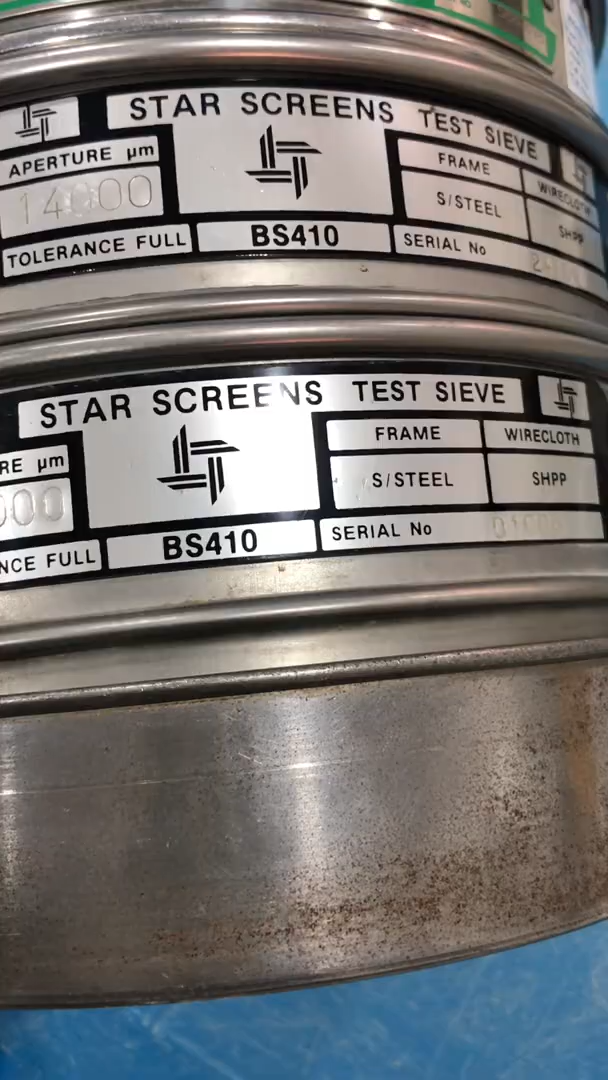 STAR SCREENS TEST SIEVE
APERTURE µm
FRAME
WIRECLOTH
S/STEEL
SHPP
TOLERANCE FULL
BS410
SERIAL No
STAR SCREENS TEST SIEVE
RE µm
FRAME
WIRECLOTH
000
S/STEEL
SHPP
NCE FULL
BS410
SERIAL No